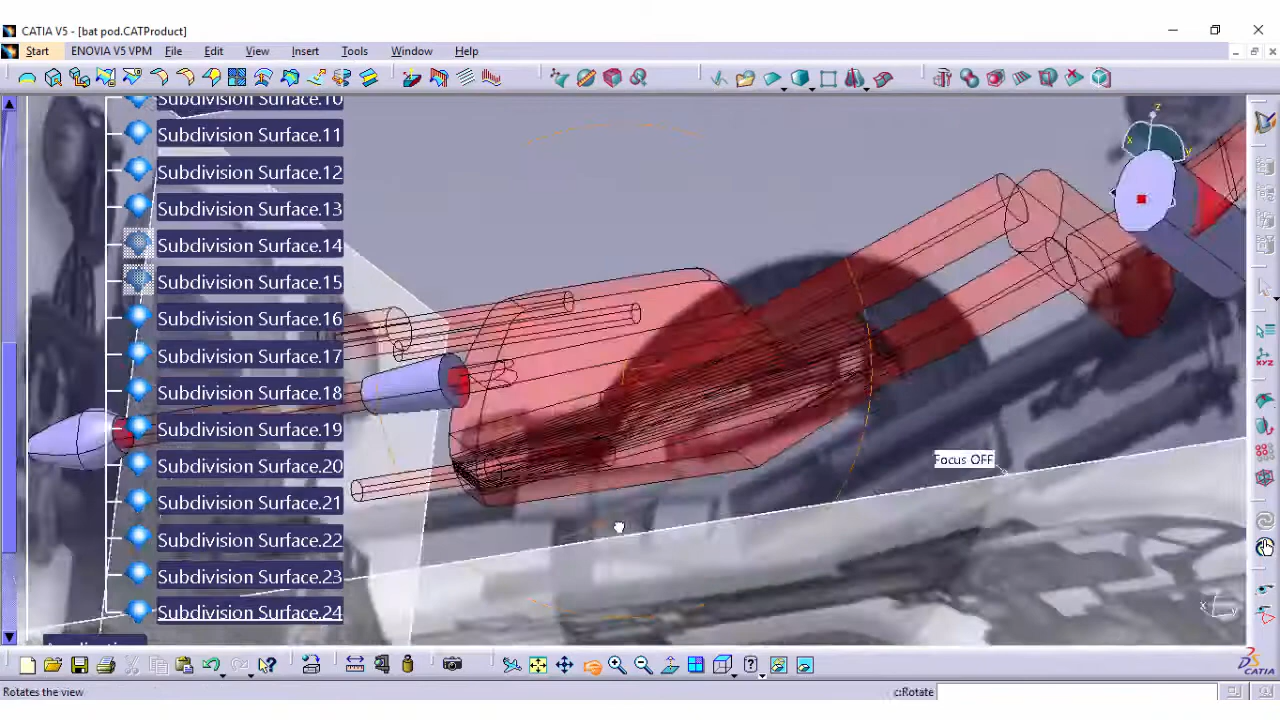 CATIA V5 - [bat pod.CATProduct]
Start ENOVIA V5 VPM File Edit View Insert Tools Window Help
Subdivision Surface.10
Subdivision Surface.11
Subdivision Surface.12
Subdivision Surface.13
Subdivision Surface.14
Subdivision Surface.15
Subdivision Surface.16
Subdivision Surface.17
Subdivision Surface.18
Subdivision Surface.19
Subdivision Surface.20
Subdivision Surface.21
Subdivision Surface.22
Subdivision Surface.23
Subdivision Surface.24
z
x
y
Focus OFF
x
y
CATIA
Rotates the view
c:Rotate